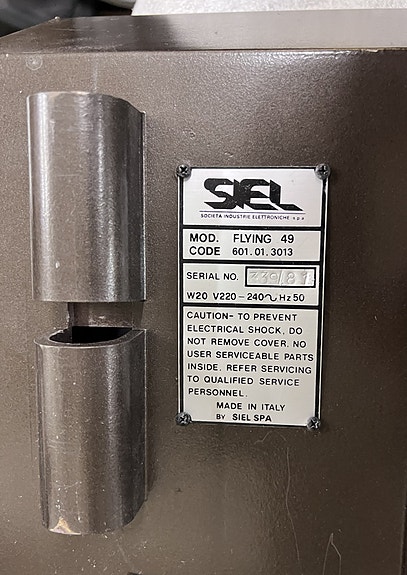 SIEL
SOCIETA INDUSTRIE ELETTRONICHE s.p.a
MOD. FLYING 49
CODE 601.01.3013
SERIAL NO.
W20 V220-240∿Hz50
CAUTION- TO PREVENT
ELECTRICAL SHOCK, DO
NOT REMOVE COVER. NO
USER SERVICEABLE PARTS
INSIDE. REFER SERVICING
TO QUALIFIED SERVICE
PERSONNEL.
MADE IN ITALY
BY SIEL SPA